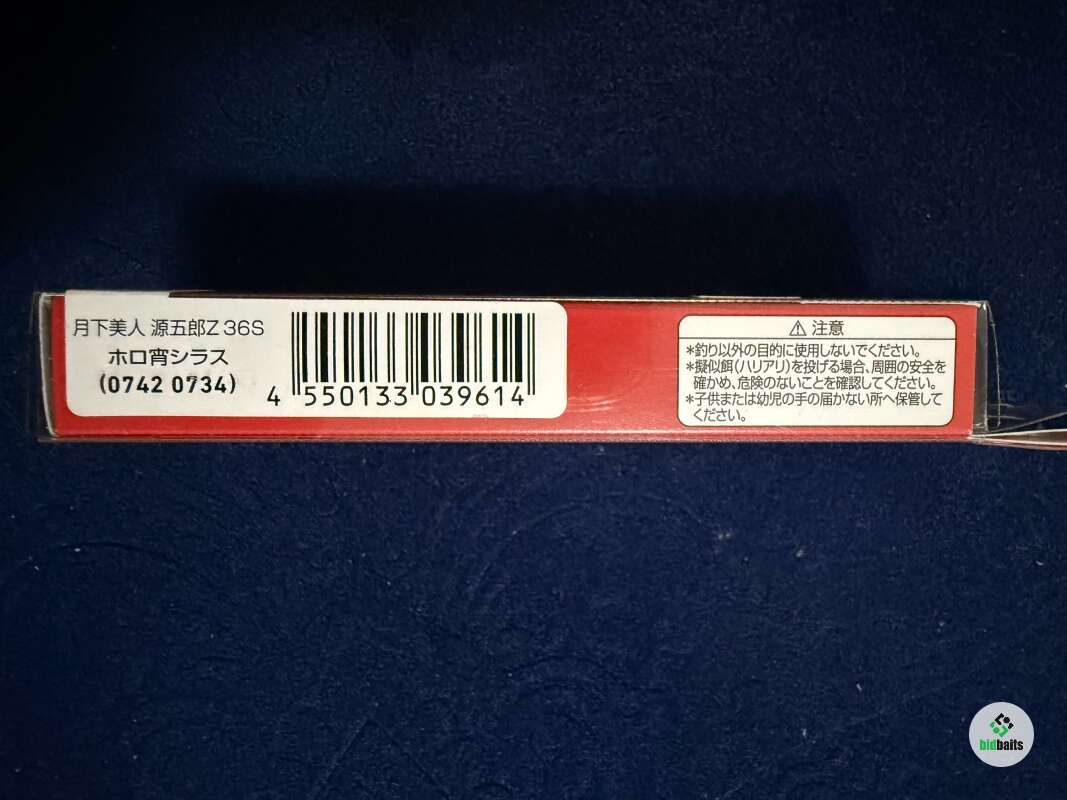 月下美人 源五郎Z 36S
ホロ宵シラス
(0742 0734)
4 550133 039614
⚠ 注意
*釣り以外の目的に使用しないでください。
*擬似餌(ハリアリ)を投げる場合、周囲の安全を
確かめ、危険のないことを確認してください。
*子供または幼児の手の届かない所へ保管して
ください。
bidbaits